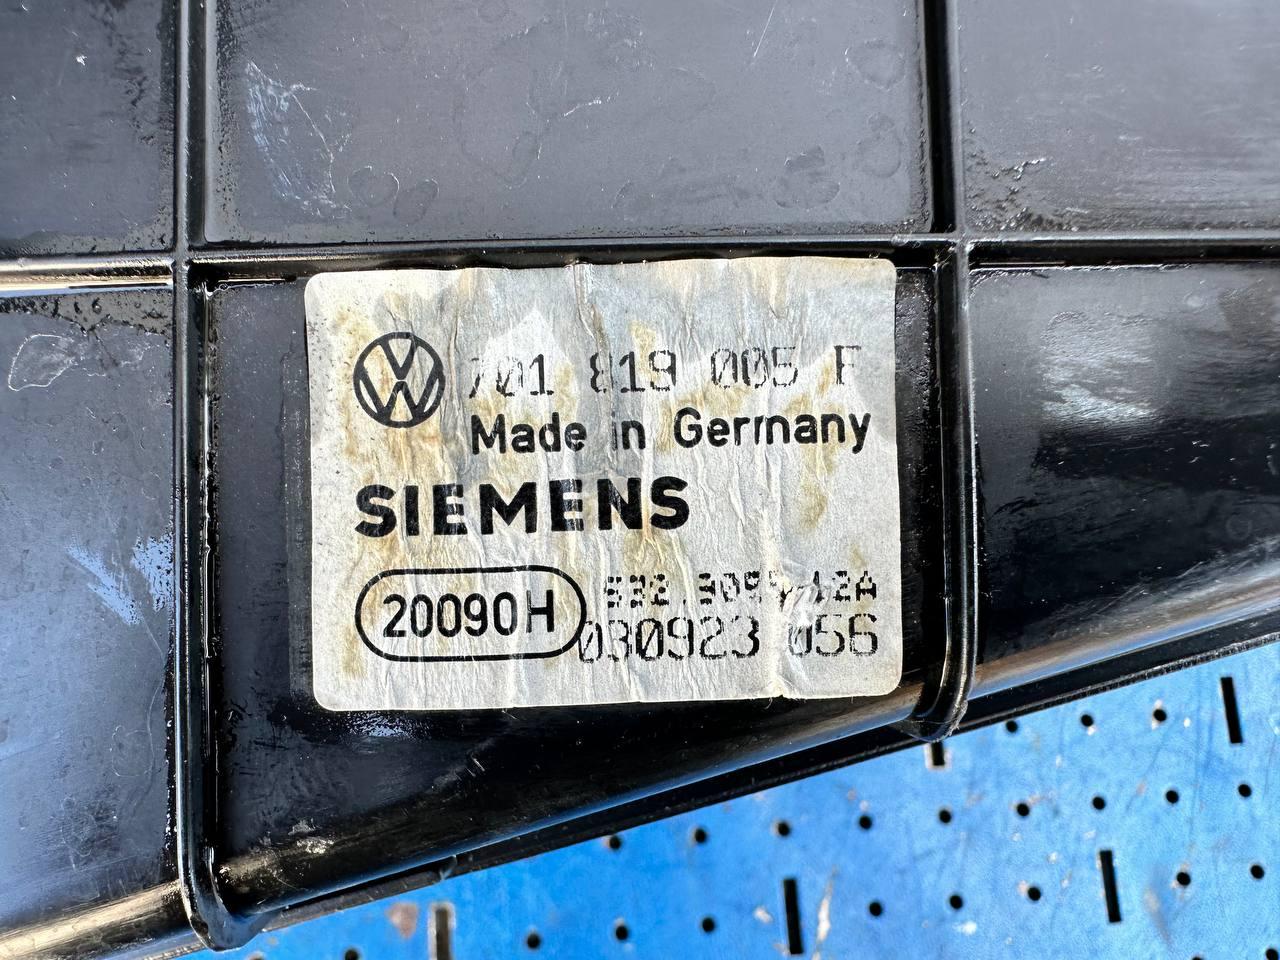 701 819 005 F
Made in Germany
SIEMENS
20090H
030923 056